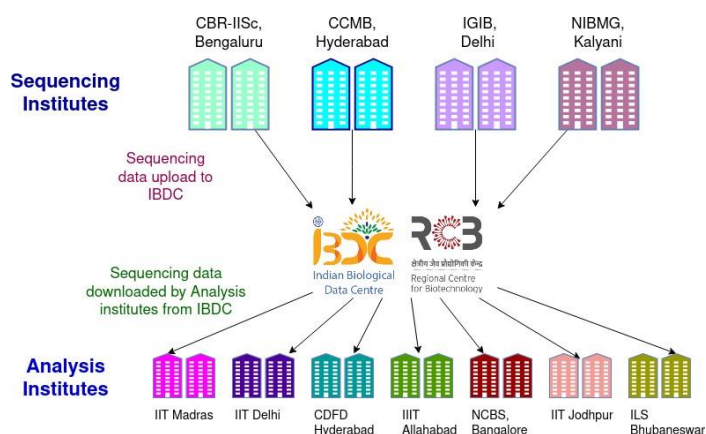 CBR-IISc,
Bengaluru
CCMB,
Hyderabad
IGIB,
Delhi
NIBMG,
Kalyani
Sequencing
Institutes
Sequencing
data upload to
IBDC
iBDC
Indian Biological
Data Centre
RCB
क्षेत्रीय जैव प्रौद्योगिकी केन्द्र
Regional Centre
for Biotechnology
Sequencing data
downloaded by Analysis
institutes from IBDC
Analysis
Institutes
IIT Madras
IIT Delhi
CDFD
Hyderabad
IIIT
Allahabad
NCBS,
Bangalore
IIT Jodhpur
ILS
Bhubaneswar